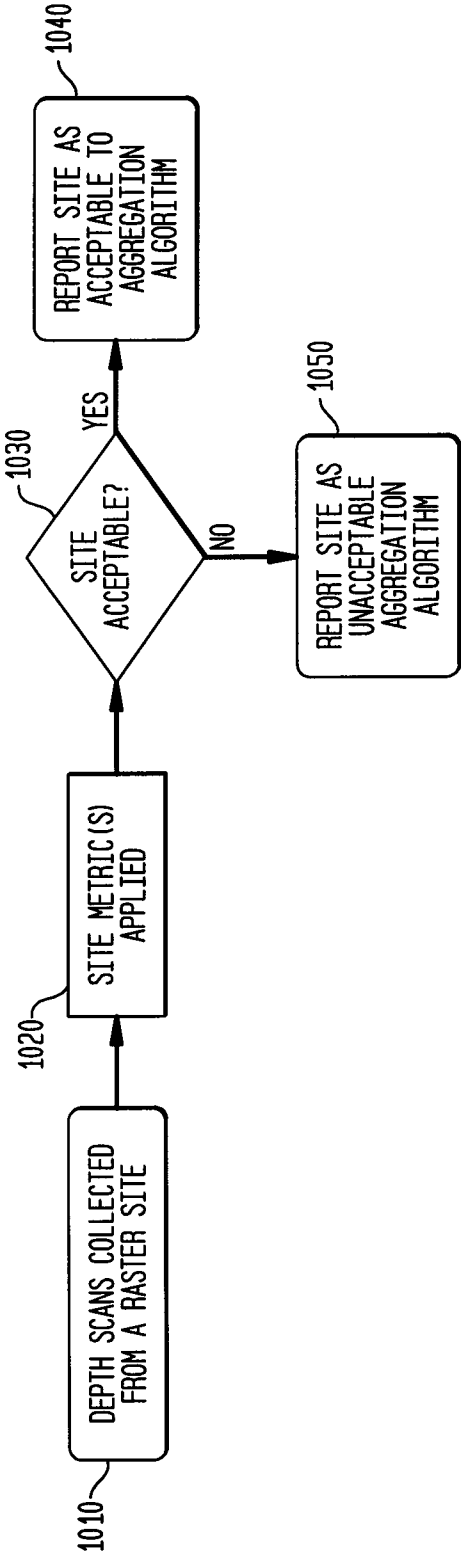 1010
DEPTH SCANS COLLECTED
FROM A RASTER SITE
1020
SITE METRIC(S)
APPLIED
1030
SITE
ACCEPTABLE?
YES
NO
1040
REPORT SITE AS
ACCEPTABLE TO
AGGREGATION
ALGORITHM
1050
REPORT SITE AS
UNACCEPTABLE
AGGREGATION
ALGORITHM